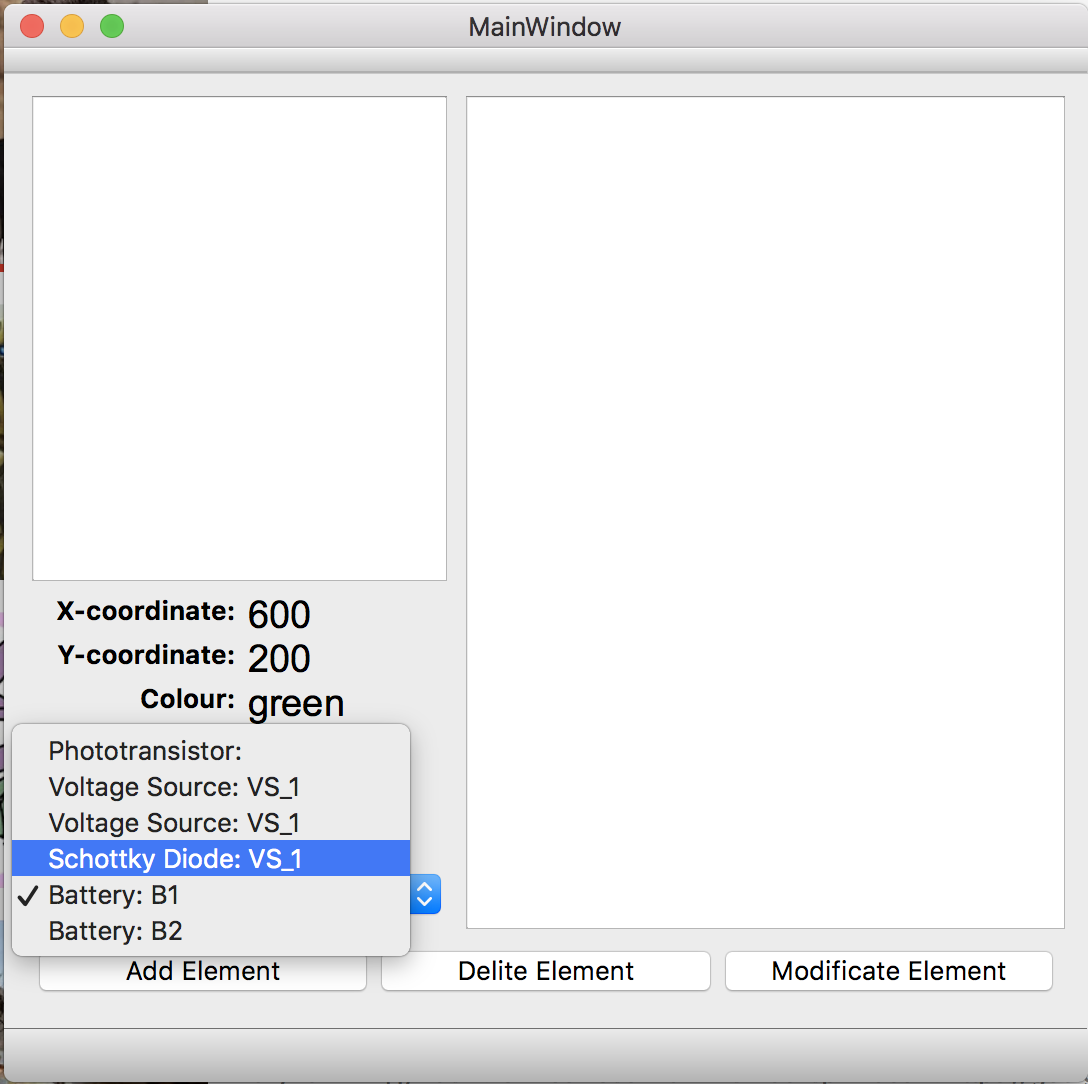 MainWindow
X-coordinate: 600
Y-coordinate: 200
Colour: green
Phototransistor:
Voltage Source: VS_1
Voltage Source: VS_1
Schottky Diode: VS_1
Battery: B1
Battery: B2
Add Element Delite Element Modificate Element